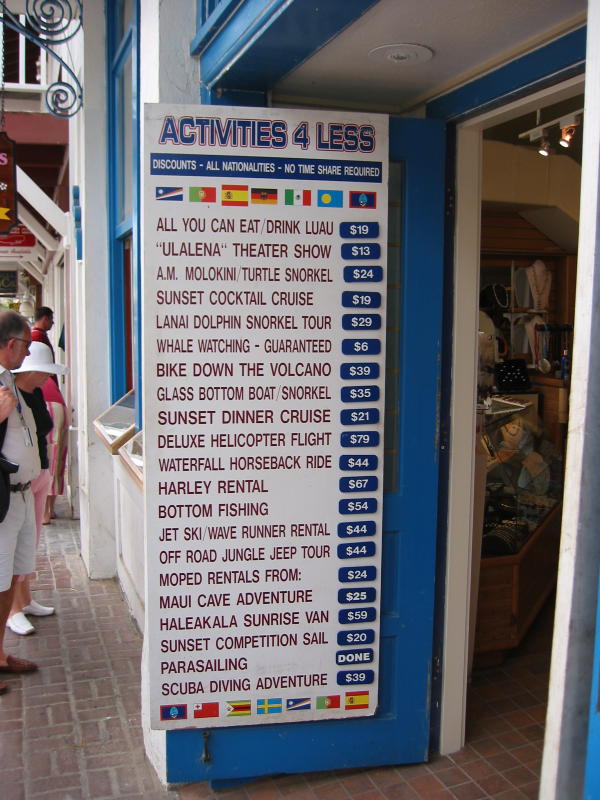 ACTIVITIES 4 LESS
DISCOUNTS - ALL NATIONALITIES - NO TIME SHARE REQUIRED
ALL YOU CAN EAT/DRINK LUAU $19
"ULALENA" THEATER SHOW $13
A.M. MOLOKINI/TURTLE SNORKEL $24
SUNSET COCKTAIL CRUISE $19
LANAI DOLPHIN SNORKEL TOUR $29
WHALE WATCHING - GUARANTEED $6
BIKE DOWN THE VOLCANO $39
GLASS BOTTOM BOAT/SNORKEL $35
SUNSET DINNER CRUISE $21
DELUXE HELICOPTER FLIGHT $79
WATERFALL HORSEBACK RIDE $44
HARLEY RENTAL $67
BOTTOM FISHING $54
JET SKI/WAVE RUNNER RENTAL $44
OFF ROAD JUNGLE JEEP TOUR $44
MOPED RENTALS FROM: $24
MAUI CAVE ADVENTURE $25
HALEAKALA SUNRISE VAN $59
SUNSET COMPETITION SAIL $20
PARASAILING DONE
SCUBA DIVING ADVENTURE $39